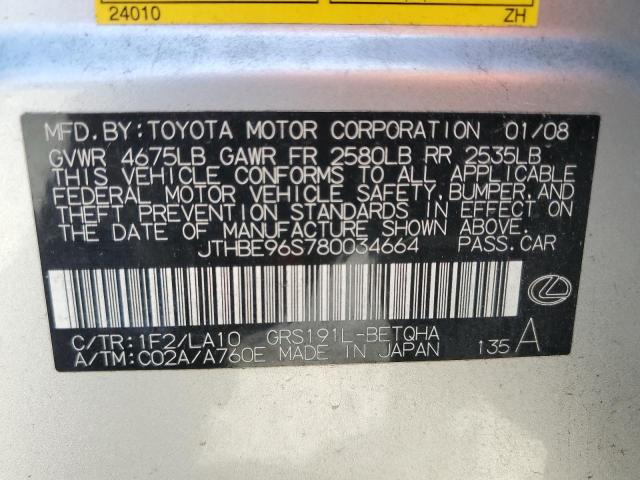 24010 ZH
MFD. BY: TOYOTA MOTOR CORPORATION 01/08
GVWR 4675LB GAWR FR 2580LB RR 2535LB
THIS VEHICLE CONFORMS TO ALL APPLICABLE
FEDERAL MOTOR VEHICLE SAFETY, BUMPER, AND
THEFT PREVENTION STANDARDS IN EFFECT ON
THE DATE OF MANUFACTURE SHOWN ABOVE.
JTHBE96S780034664 PASS. CAR
C/TR: 1F2/LA10 GRS191L-BETQHA
A/TM: C02A/A760E MADE IN JAPAN 135 A